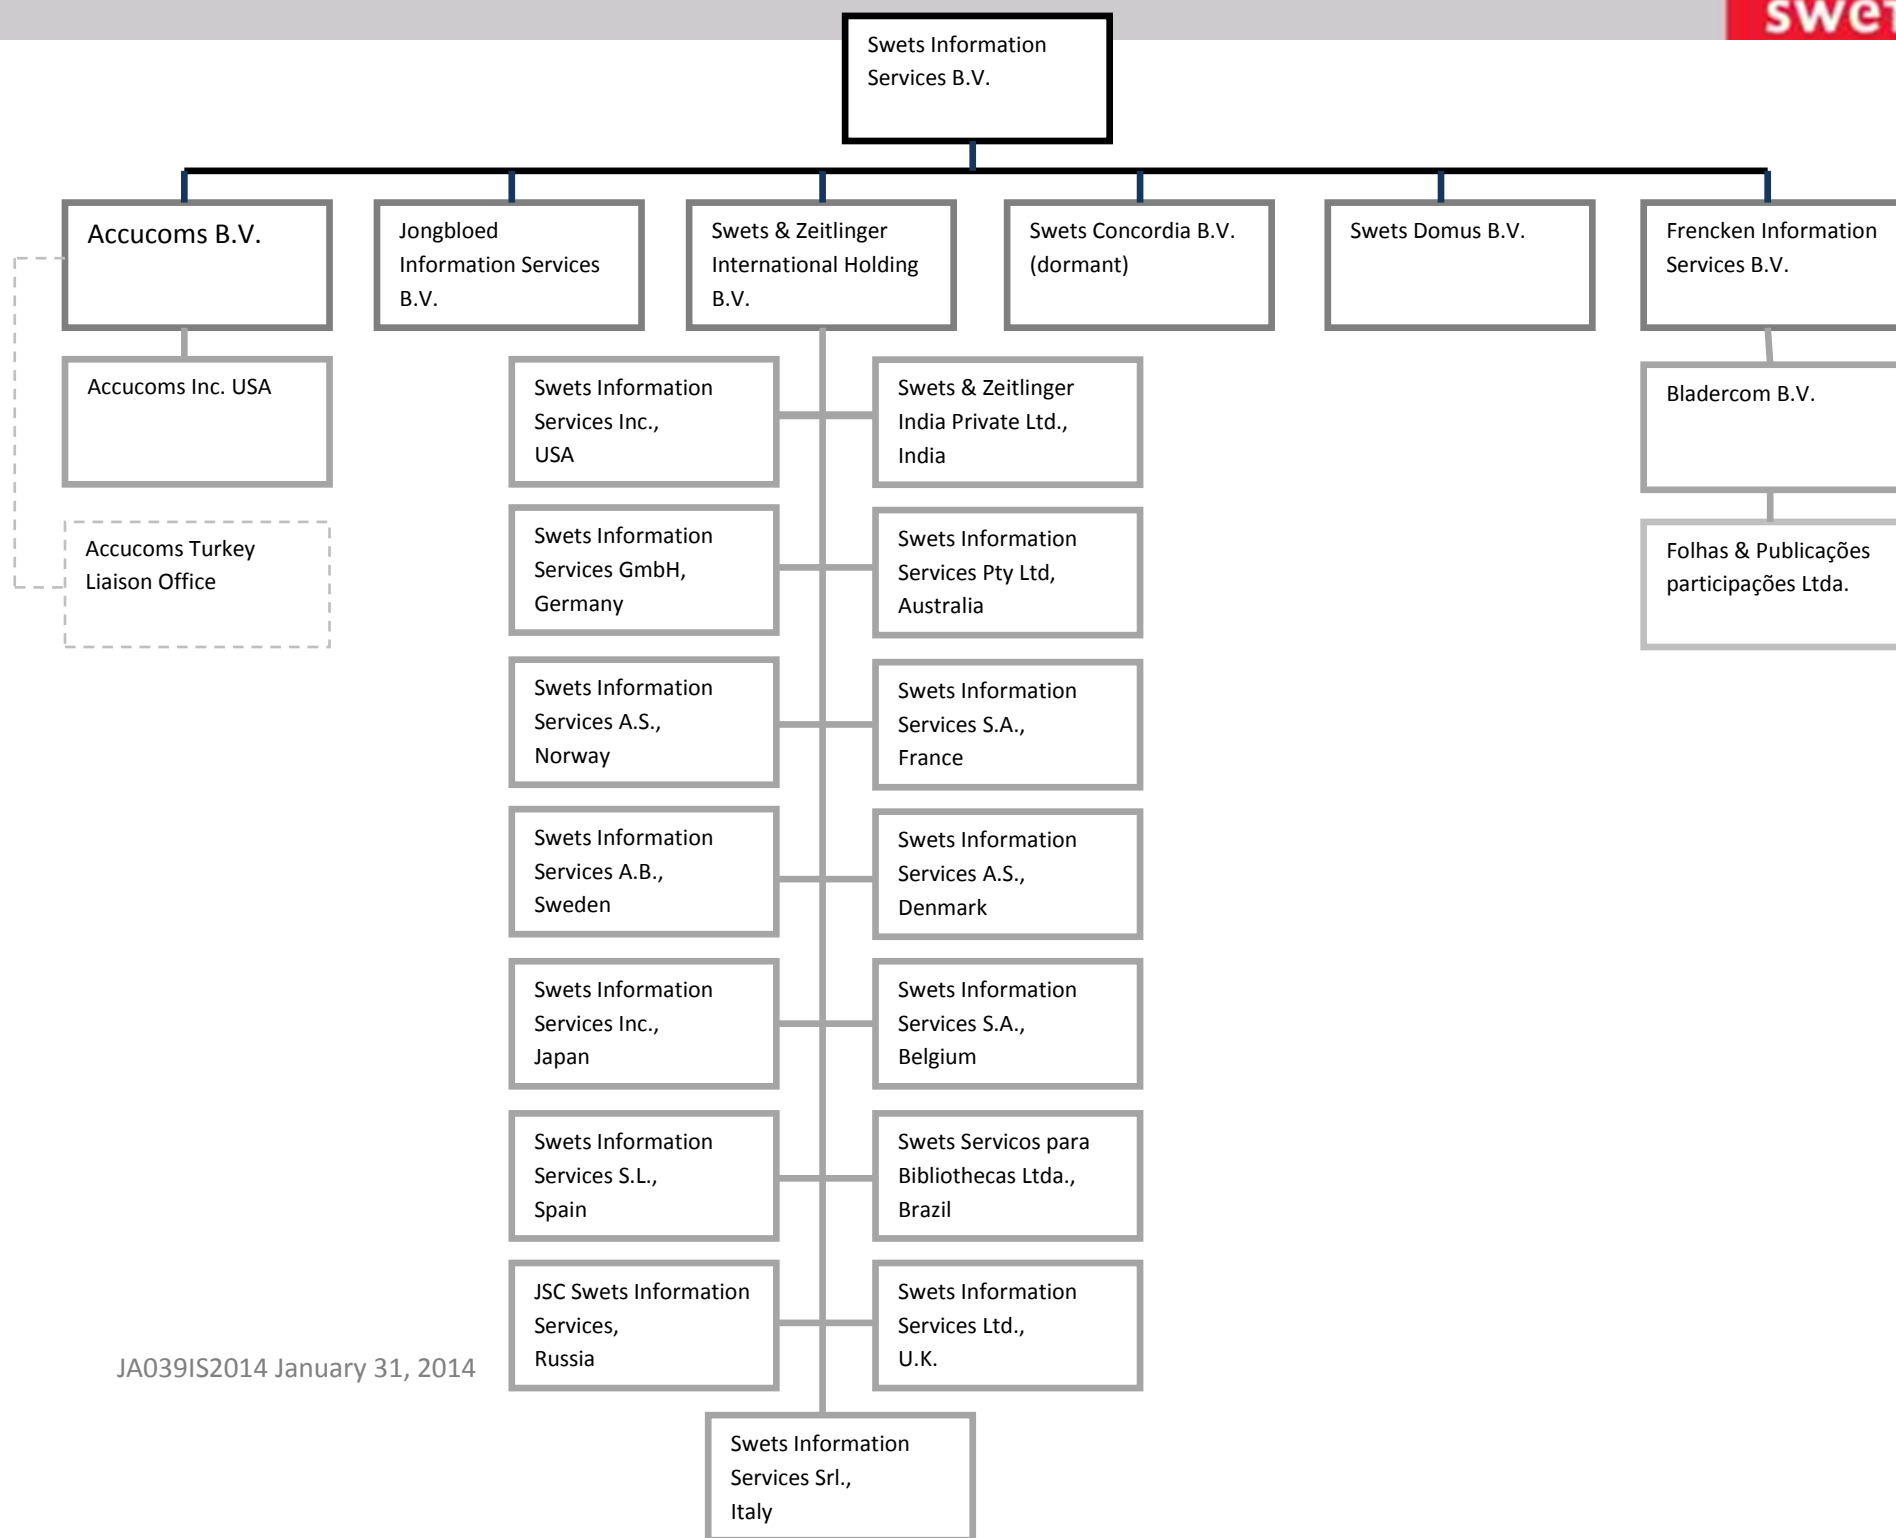 swet
Swets Information
Services B.V.
Accucoms B.V.
Jongbloed
Information Services
B.V.
Swets & Zeitlinger
International Holding
B.V.
Swets Concordia B.V.
(dormant)
Swets Domus B.V.
Frencken Information
Services B.V.
Accucoms Inc. USA
Swets Information
Services Inc.,
USA
Swets & Zeitlinger
India Private Ltd.,
India
Bladercom B.V.
Accucoms Turkey
Liaison Office
Swets Information
Services GmbH,
Germany
Swets Information
Services Pty Ltd,
Australia
Folhas & Publicações
participações Ltda.
Swets Information
Services A.S.,
Norway
Swets Information
Services S.A.,
France
Swets Information
Services A.B.,
Sweden
Swets Information
Services A.S.,
Denmark
Swets Information
Services Inc.,
Japan
Swets Information
Services S.A.,
Belgium
Swets Information
Services S.L.,
Spain
Swets Servicos para
Bibliothecas Ltda.,
Brazil
JSC Swets Information
Services,
Russia
Swets Information
Services Ltd.,
U.K.
JA039IS2014 January 31, 2014
Swets Information
Services Srl.,
Italy